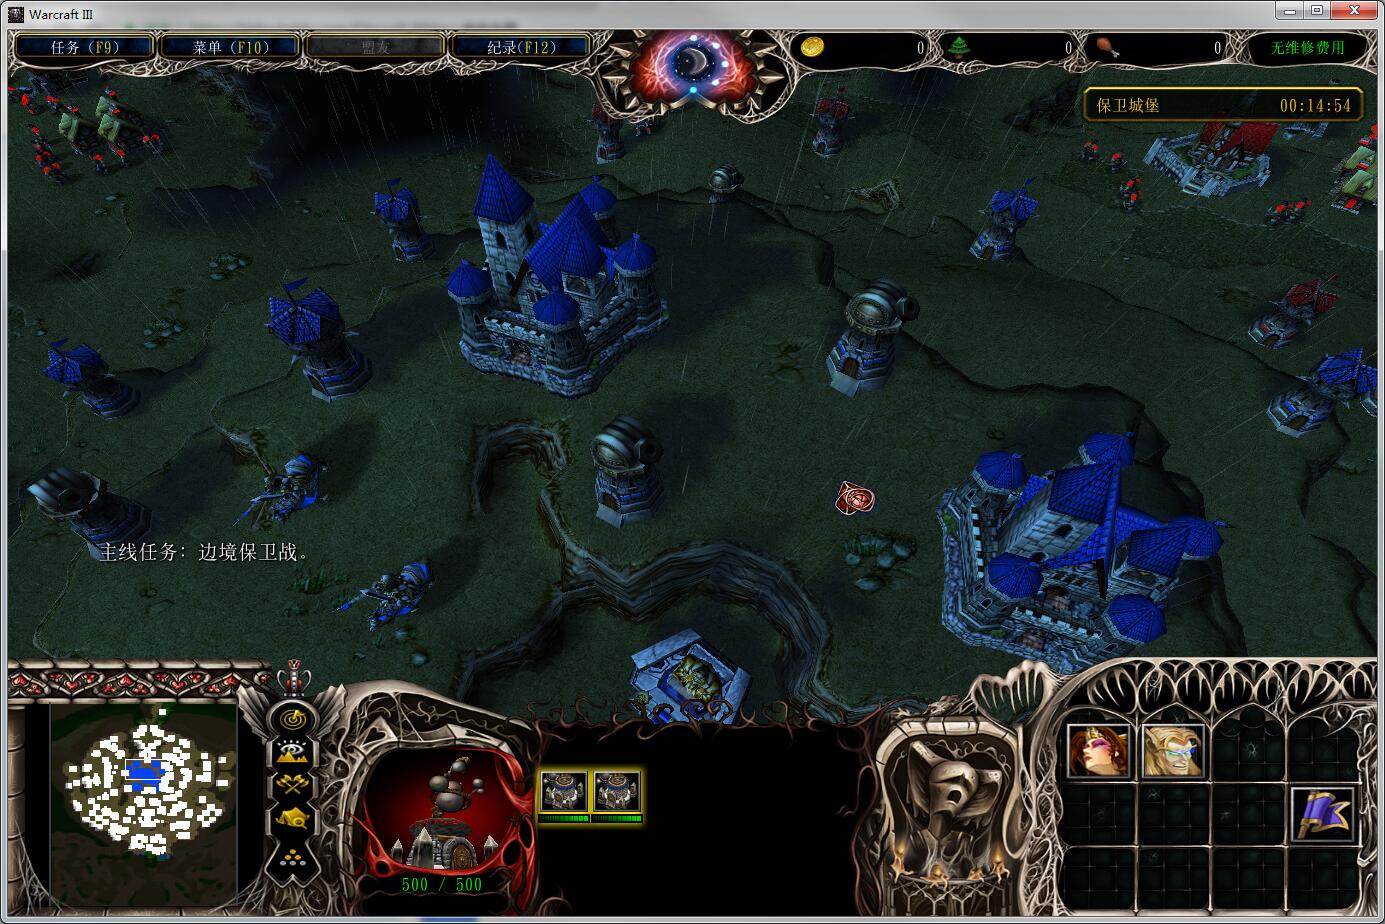 Warcraft III
任务 (F9)
菜单 (F10)
盟友
纪录(F12)
0
0
0
无维修费用
保卫城堡
00:14:54
主线任务：边境保卫战。
500 / 500